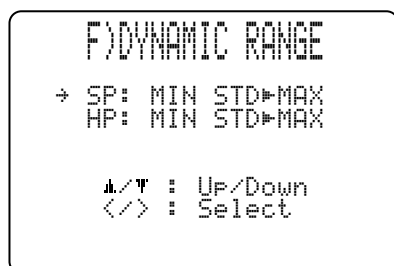 F)DYNAMIC RANGE
→ SP: MIN STD▸MAX
HP: MIN STD▸MAX
▲/▼ : Up/Down
</> : Select